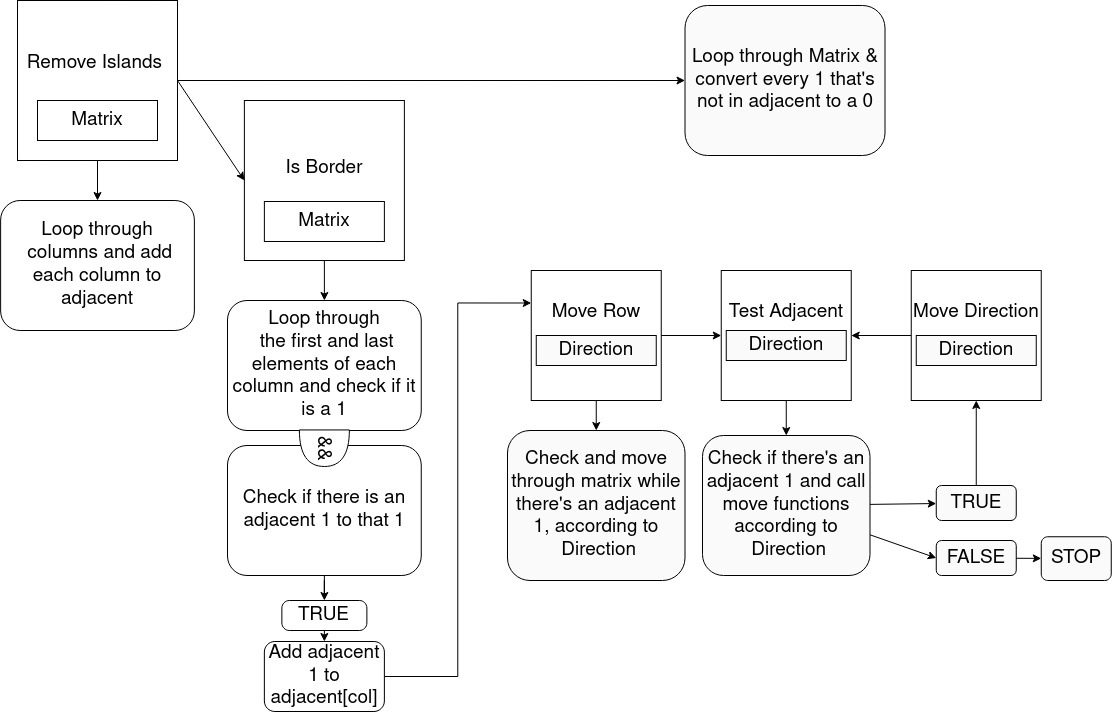 Remove Islands
Matrix
Loop through
columns and add
each column to
adjacent
Loop through Matrix &
convert every 1 that's
not in adjacent to a 0
Is Border
Matrix
Loop through
the first and last
elements of each
column and check if it
is a 1
&&
Check if there is an
adjacent 1 to that 1
TRUE
Add adjacent
1 to
adjacent[col]
Move Row
Direction
Check and move
through matrix while
there's an adjacent
1, according to
Direction
Test Adjacent
Direction
Check if there's an
adjacent 1 and call
move functions
according to
Direction
Move Direction
Direction
TRUE
FALSE
STOP